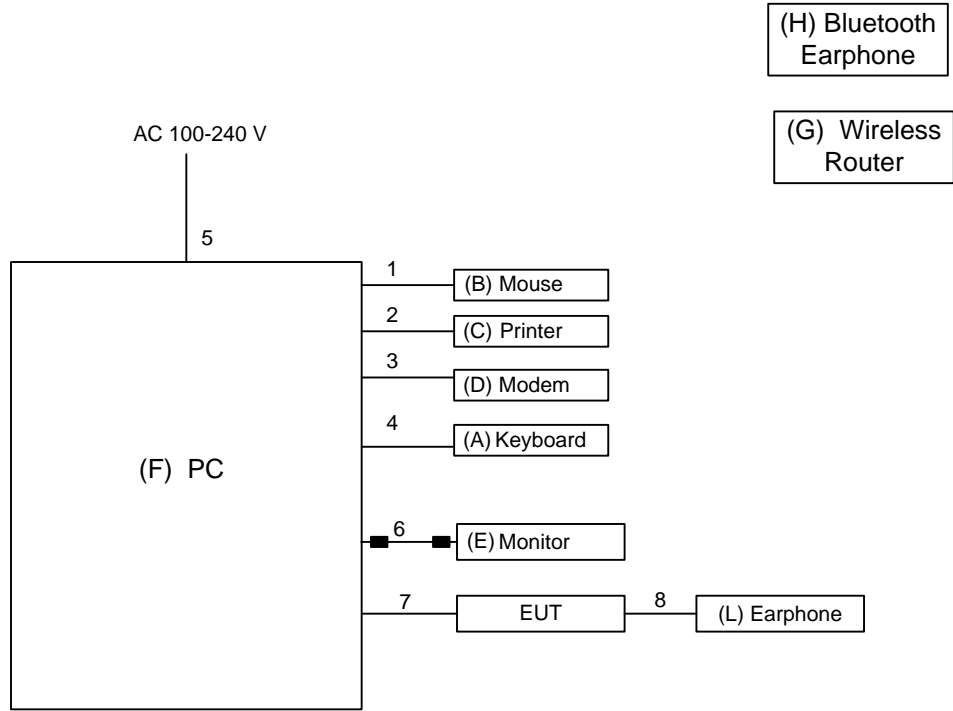 (H) Bluetooth
Earphone
(G) Wireless
Router
AC 100-240 V
5
1
(B) Mouse
2
(C) Printer
3
(D) Modem
4
(A) Keyboard
(F) PC
6
(E) Monitor
7
EUT
8
(L) Earphone